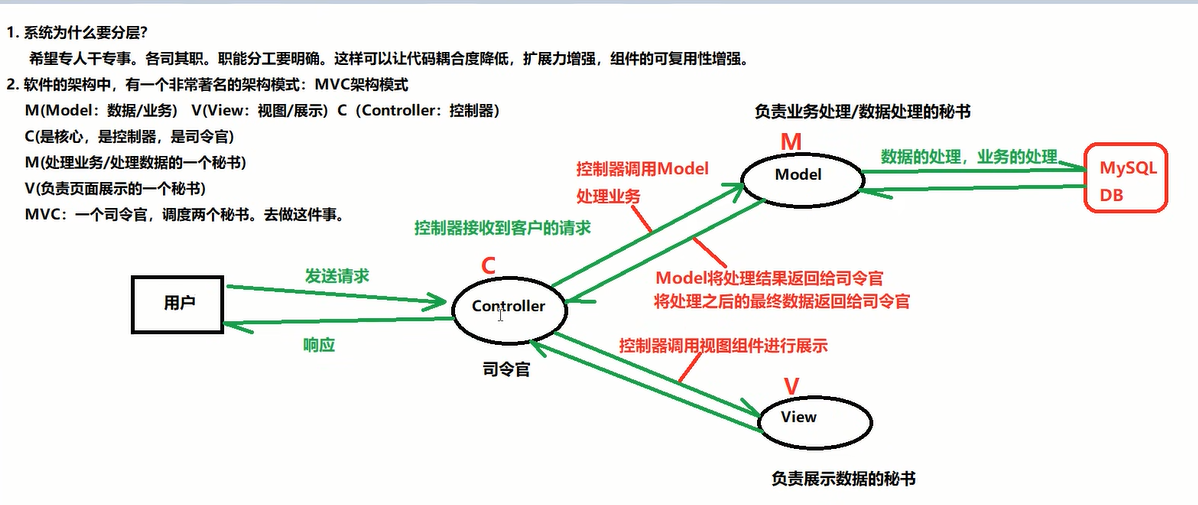 1. 系统为什么要分层?
希望专人干专事。各司其职。职能分工要明确。这样可以让代码耦合度降低，扩展力增强，组件的可复用性增强。
2. 软件的架构中，有一个非常著名的架构模式：MVC架构模式
M(Model：数据/业务） V(View：视图/展示) C（Controller：控制器）
C(是核心，是控制器，是司令官)
M(处理业务/处理数据的一个秘书)
V(负责页面展示的一个秘书)
MVC：一个司令官，调度两个秘书。去做这件事。
负责业务处理/数据处理的秘书
M
Model
数据的处理，业务的处理
MySQL
DB
控制器调用Model
处理业务
控制器接收到客户的请求
Model将处理结果返回给司令官
将处理之后的最终数据返回给司令官
用户
发送请求
响应
C
Controller
司令官
控制器调用视图组件进行展示
V
View
负责展示数据的秘书